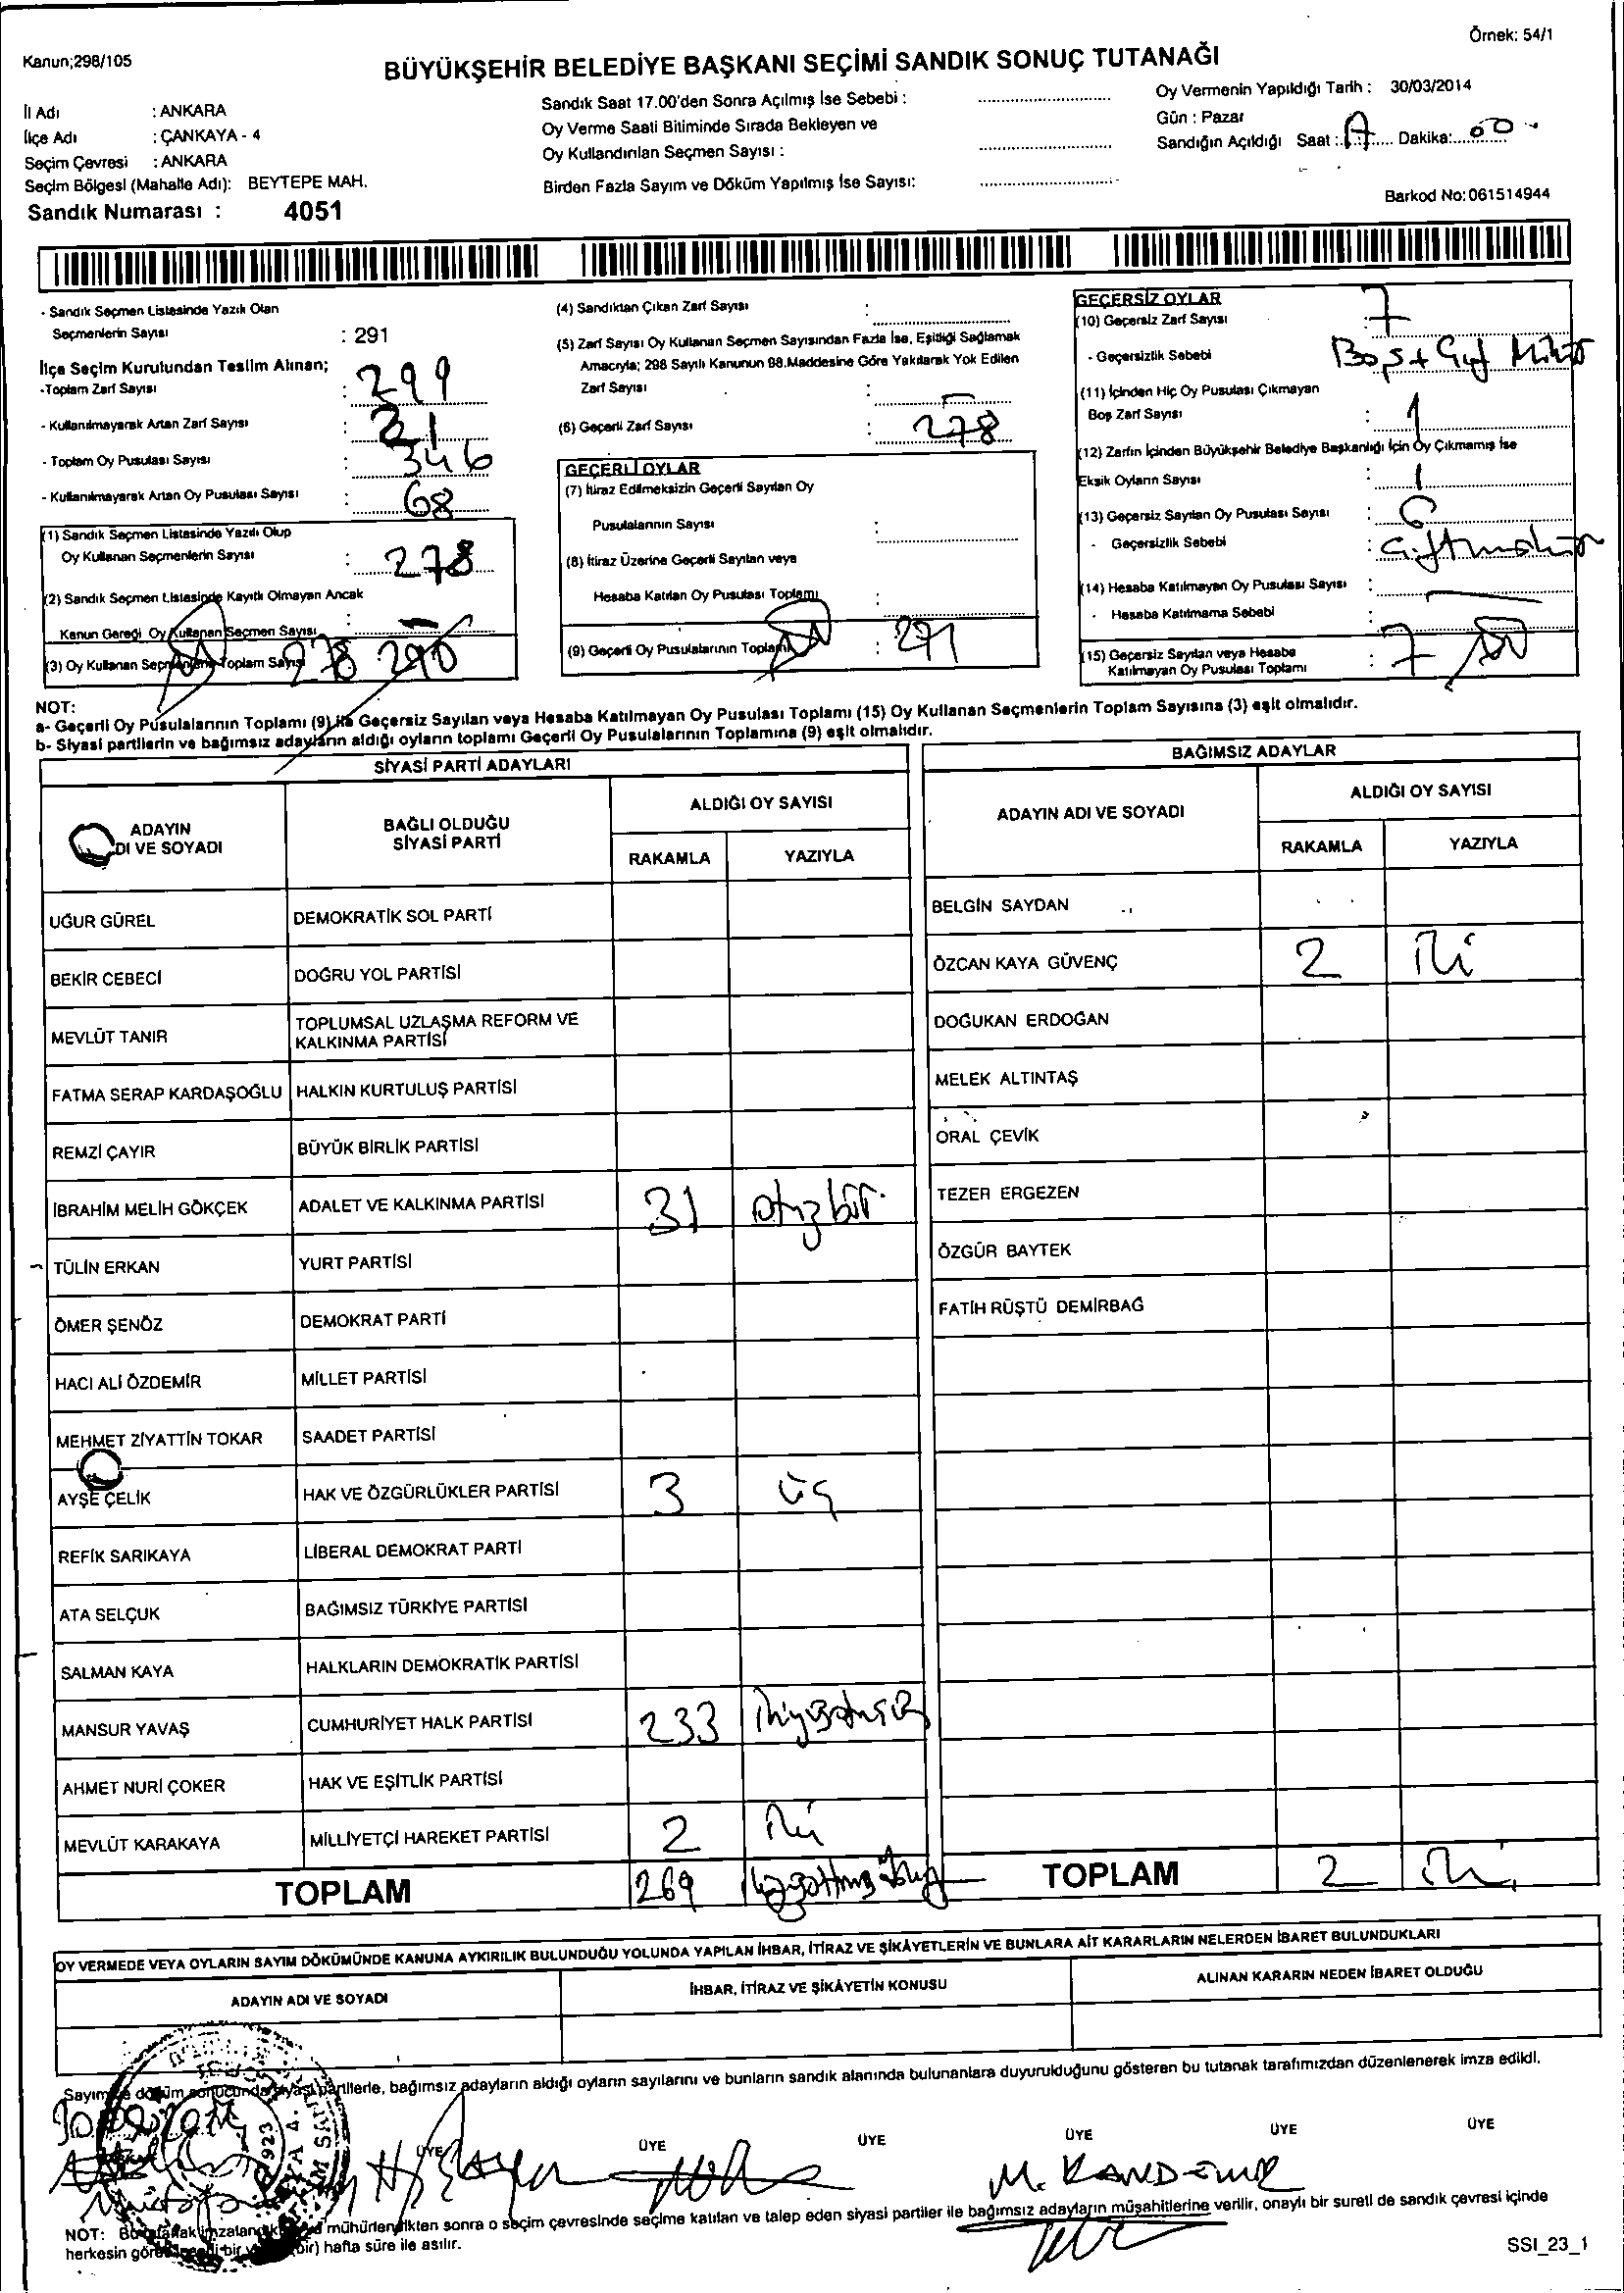 Örnek: 54/1
Kanun;298/105
BÜYÜKŞEHİR BELEDİYE BAŞKANI SEÇİMİ SANDIK SONUÇ TUTANAĞI
İl Adı : ANKARA
İlçe Adı : ÇANKAYA - 4
Seçim Çevresi : ANKARA
Seçim Bölgesi (Mahalle Adı): BEYTEPE MAH.
Sandık Numarası : 4051
Sandık Saat 17.00'den Sonra Açılmış İse Sebebi :
Oy Verme Saati Bitiminde Sırada Bekleyen ve
Oy Kullandırılan Seçmen Sayısı :
Birden Fazla Sayım ve Döküm Yapılmış İse Sayısı:
Oy Vermenin Yapıldığı Tarih : 30/03/2014
Gün : Pazar
Sandığın Açıldığı Saat : Dakika: 00
Barkod No: 061514944
- Sandık Seçmen Listesinde Yazılı Olan
Seçmenlerin Sayısı : 291
İlçe Seçim Kurulundan Teslim Alınan;
-Toplam Zarf Sayısı : 299
- Kullanılmayarak Artan Zarf Sayısı : 21
- Toplam Oy Pusulası Sayısı : 346
- Kullanılmayarak Artan Oy Pusulası Sayısı : 68
(1) Sandık Seçmen Listesinde Yazılı Olup
Oy Kullanan Seçmenlerin Sayısı : 278
(2) Sandık Seçmen Listesinde Kayıtlı Olmayan Ancak
Kanun Gereği Oy Kullanan Seçmen Sayısı : -
(3) Oy Kullanan Seçmenlerin Toplam Sayısı 278 290
(4) Sandıktan Çıkan Zarf Sayısı :
(5) Zarf Sayısı Oy Kullanan Seçmen Sayısından Fazla İse, Eşitliği Sağlamak
Amacıyla; 298 Sayılı Kanunun 98.Maddesine Göre Yakılarak Yok Edilen
Zarf Sayısı : -
(6) Geçerli Zarf Sayısı : 278
GEÇERLİ OYLAR
(7) İtiraz Edilmeksizin Geçerli Sayılan Oy
Pusulalarının Sayısı :
(8) İtiraz Üzerine Geçerli Sayılan veya
Hesaba Katılan Oy Pusulası Toplamı :
(9) Geçerli Oy Pusulalarının Toplamı : 271
GEÇERSİZ OYLAR
(10) Geçersiz Zarf Sayısı : 7
- Geçersizlik Sebebi Boş+Çift Mühür
(11) İçinden Hiç Oy Pusulası Çıkmayan
Boş Zarf Sayısı : 1
(12) Zarfın İçinden Büyükşehir Belediye Başkanlığı İçin Oy Çıkmamış İse
Eksik Oyların Sayısı : 1
(13) Geçersiz Sayılan Oy Pusulası Sayısı : 6
- Geçersizlik Sebebi : Çift mühür
(14) Hesaba Katılmayan Oy Pusulası Sayısı : -
- Hesaba Katılmama Sebebi :
(15) Geçersiz Sayılan veya Hesaba
Katılmayan Oy Pusulası Toplamı : 7
NOT:
a- Geçerli Oy Pusulalarının Toplamı (9) ile Geçersiz Sayılan veya Hesaba Katılmayan Oy Pusulası Toplamı (15) Oy Kullanan Seçmenlerin Toplam Sayısına (3) eşit olmalıdır.
b- Siyasi partilerin ve bağımsız adayların aldığı oyların toplamı Geçerli Oy Pusulalarının Toplamına (9) eşit olmalıdır.
SİYASİ PARTİ ADAYLARI
ADAYIN
DI VE SOYADI
BAĞLI OLDUĞU
SİYASİ PARTİ
ALDIĞI OY SAYISI
RAKAMLA YAZIYLA
UĞUR GÜREL DEMOKRATİK SOL PARTİ
BEKİR CEBECİ DOĞRU YOL PARTİSİ
MEVLÜT TANIR TOPLUMSAL UZLAŞMA REFORM VE
KALKINMA PARTİSİ
FATMA SERAP KARDAŞOĞLU HALKIN KURTULUŞ PARTİSİ
REMZİ ÇAYIR BÜYÜK BİRLİK PARTİSİ
İBRAHİM MELİH GÖKÇEK ADALET VE KALKINMA PARTİSİ 31 otuzbir
TÜLİN ERKAN YURT PARTİSİ
ÖMER ŞENÖZ DEMOKRAT PARTİ
HACI ALİ ÖZDEMİR MİLLET PARTİSİ
MEHMET ZİYATTİN TOKAR SAADET PARTİSİ
AYŞE ÇELİK HAK VE ÖZGÜRLÜKLER PARTİSİ 3 üç
REFİK SARIKAYA LİBERAL DEMOKRAT PARTİ
ATA SELÇUK BAĞIMSIZ TÜRKİYE PARTİSİ
SALMAN KAYA HALKLARIN DEMOKRATİK PARTİSİ
MANSUR YAVAŞ CUMHURİYET HALK PARTİSİ 233 ikiyüzotuzüç
AHMET NURİ ÇOKER HAK VE EŞİTLİK PARTİSİ
MEVLÜT KARAKAYA MİLLİYETÇİ HAREKET PARTİSİ 2 iki
TOPLAM 269
BAĞIMSIZ ADAYLAR
ADAYIN ADI VE SOYADI
ALDIĞI OY SAYISI
RAKAMLA YAZIYLA
BELGİN SAYDAN
ÖZCAN KAYA GÜVENÇ 2 iki
DOĞUKAN ERDOĞAN
MELEK ALTINTAŞ
ORAL ÇEVİK
TEZER ERGEZEN
ÖZGÜR BAYTEK
FATİH RÜŞTÜ DEMİRBAĞ
TOPLAM 2 iki
OY VERMEDE VEYA OYLARIN SAYIM DÖKÜMÜNDE KANUNA AYKIRILIK BULUNDUĞU YOLUNDA YAPILAN İHBAR, İTİRAZ VE ŞİKÂYETLERİN VE BUNLARA AİT KARARLARIN NELERDEN İBARET BULUNDUKLARI
ADAYIN ADI VE SOYADI İHBAR, İTİRAZ VE ŞİKÂYETİN KONUSU ALINAN KARARIN NEDEN İBARET OLDUĞU
Sayım ve döküm sonucunda siyasi partilerle, bağımsız adayların aldığı oyların sayılarını ve bunların sandık alanında bulunanlara duyurulduğunu gösteren bu tutanak tarafımızdan düzenlenerek imza edildi.
ÜYE ÜYE ÜYE ÜYE ÜYE ÜYE
M. KANDEMİR
NOT: mühürlendikten sonra o seçim çevresinde seçime katılan ve talep eden siyasi partiler ile bağımsız adayların müşahitlerine verilir, onaylı bir sureti de sandık çevresi içinde
herkesin bir) hafta süre ile asılır.
SSI_23_1